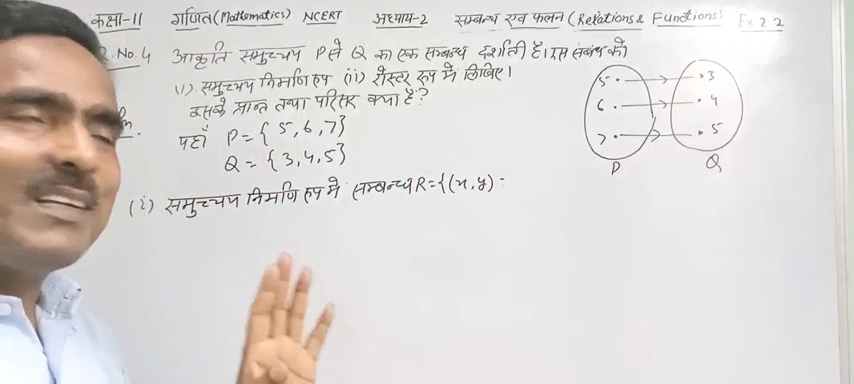 कक्षा-11 गणित (Mathematics) NCERT अध्याय-2 सम्बन्ध एवं फलन (Relations & Functions) Ex 2.2
Q. No. 4 आकृति समुच्चय P से Q का एक सम्बन्ध दर्शाती है। इस संबंध को
(i) समुच्चय निर्माण रूप (ii) रोस्टर रूप में लिखिए।
इसके प्रान्त तथा परिसर क्या है?
यहाँ P = {5, 6, 7}
Q = {3, 4, 5}
(i) समुच्चय निर्माण रूप में सम्बन्ध R = {(x, y) :
5 3
6 4
7 5
P Q